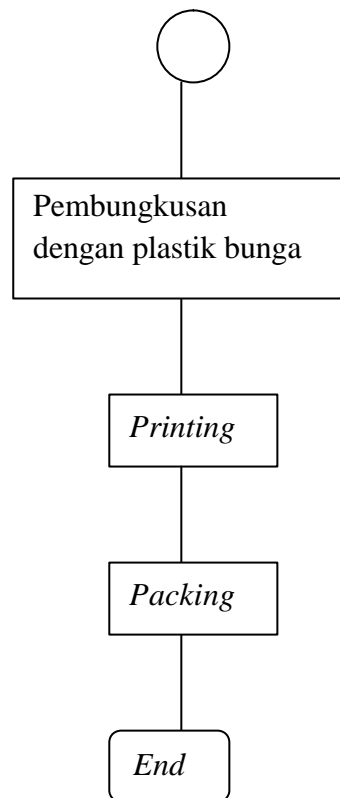 Pembungkusan
dengan plastik bunga
Printing
Packing
End